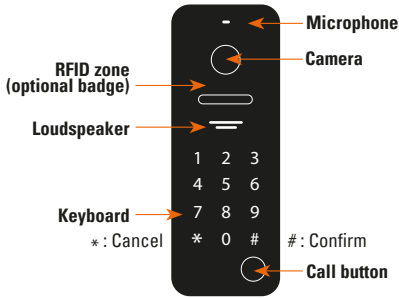 Microphone
Camera
RFID zone
(optional badge)
Loudspeaker
1 2 3
4 5 6
Keyboard
7 8 9
* : Cancel
* 0 #
# : Confirm
Call button